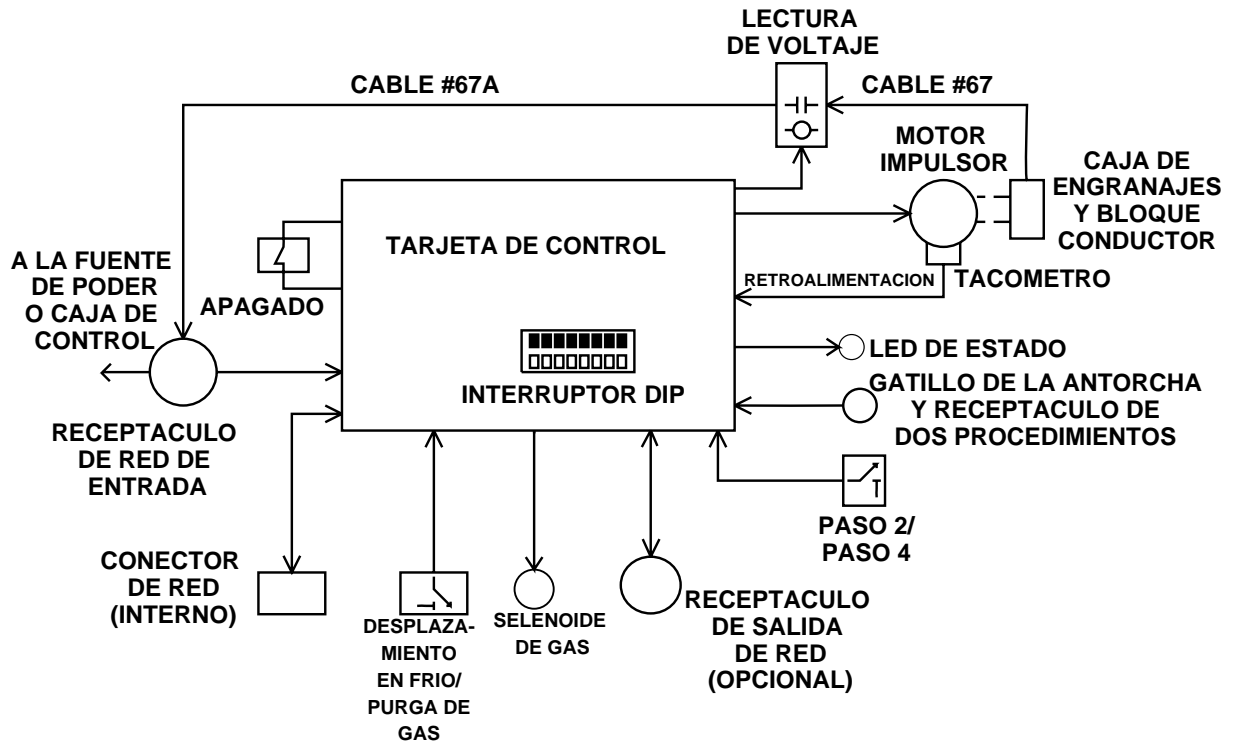 LECTURA
DE VOLTAJE
CABLE #67A
CABLE #67
MOTOR
IMPULSOR
CAJA DE
ENGRANAJES
Y BLOQUE
CONDUCTOR
TARJETA DE CONTROL
A LA FUENTE
DE PODER
O CAJA DE
CONTROL
APAGADO
RETROALIMENTACION
TACOMETRO
INTERRUPTOR DIP
LED DE ESTADO
GATILLO DE LA ANTORCHA
Y RECEPTACULO DE
DOS PROCEDIMIENTOS
RECEPTACULO
DE RED DE
ENTRADA
PASO 2/
PASO 4
CONECTOR
DE RED
(INTERNO)
DESPLAZA-
MIENTO
EN FRIO/
PURGA DE
GAS
SELENOIDE
DE GAS
RECEPTACULO
DE SALIDA
DE RED
(OPCIONAL)